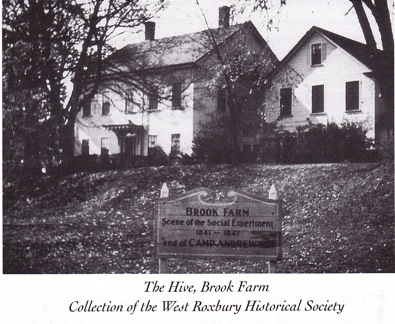 BROOK FARM
Scene of the Social Experiment
1841 — 1847
and of CAMP ANDREW
The Hive, Brook Farm
Collection of the West Roxbury Historical Society